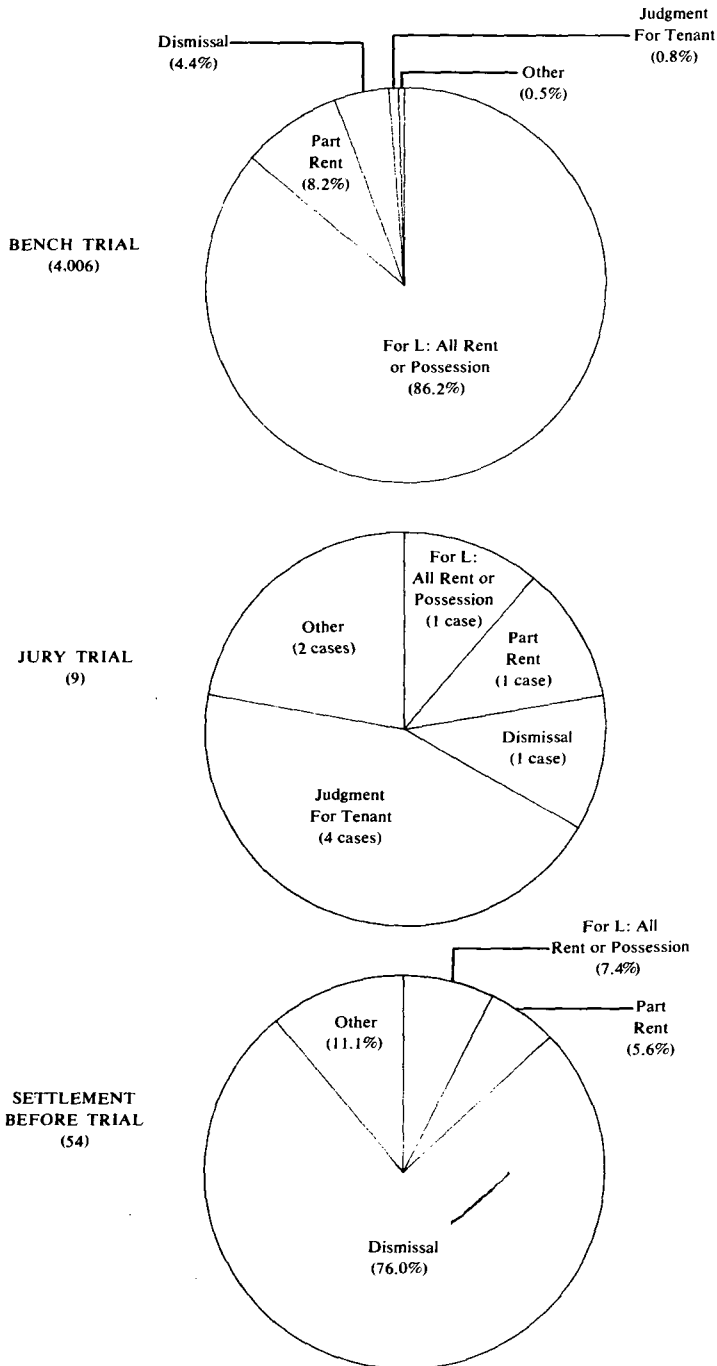 Judgment
For Tenant
(0.8%)
Dismissal
(4.4%)
Other
(0.5%)
Part
Rent
(8.2%)
BENCH TRIAL
(4.006)
For L: All Rent
or Possession
(86.2%)
For L:
All Rent or
Possession
(1 case)
Other
(2 cases)
Part
Rent
(1 case)
JURY TRIAL
(9)
Dismissal
(1 case)
Judgment
For Tenant
(4 cases)
For L: All
Rent or Possession
(7.4%)
Part
Rent
(5.6%)
Other
(11.1%)
SETTLEMENT
BEFORE TRIAL
(54)
Dismissal
(76.0%)